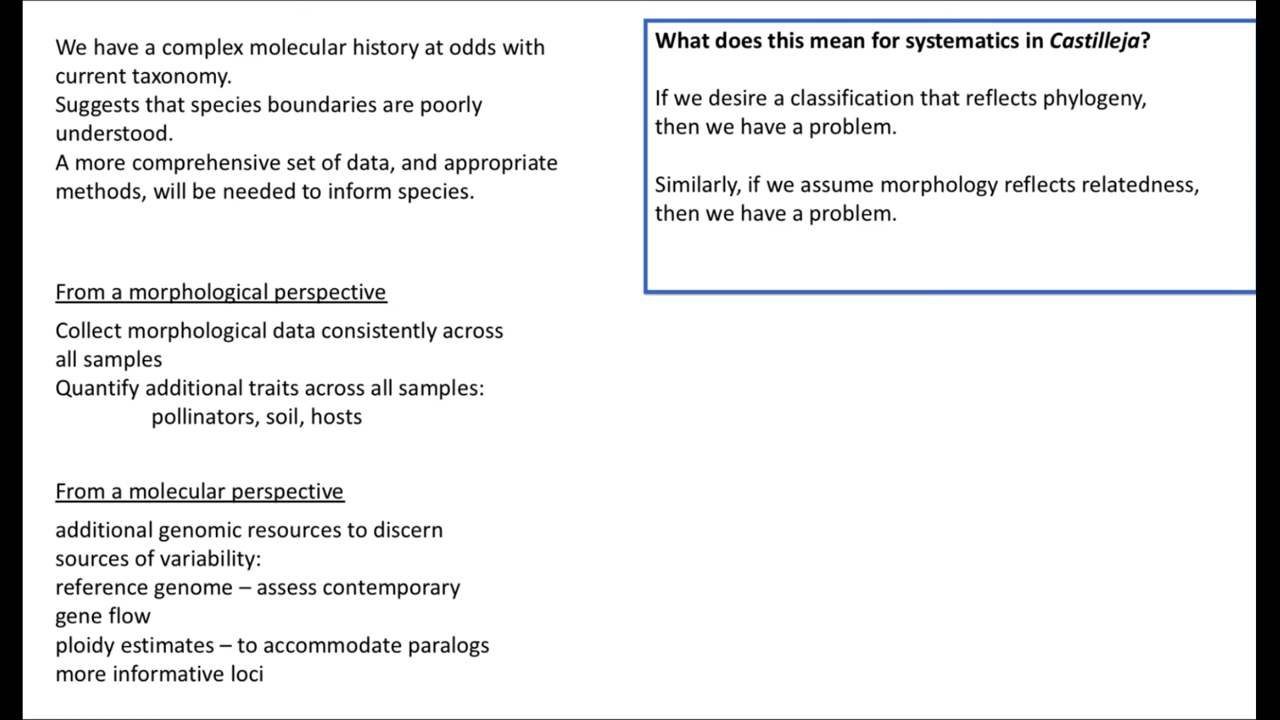 We have a complex molecular history at odds with
current taxonomy.
Suggests that species boundaries are poorly
understood.
A more comprehensive set of data, and appropriate
methods, will be needed to inform species.
From a morphological perspective
Collect morphological data consistently across
all samples
Quantify additional traits across all samples:
pollinators, soil, hosts
From a molecular perspective
additional genomic resources to discern
sources of variability:
reference genome – assess contemporary
gene flow
ploidy estimates – to accommodate paralogs
more informative loci
What does this mean for systematics in Castilleja?
If we desire a classification that reflects phylogeny,
then we have a problem.
Similarly, if we assume morphology reflects relatedness,
then we have a problem.